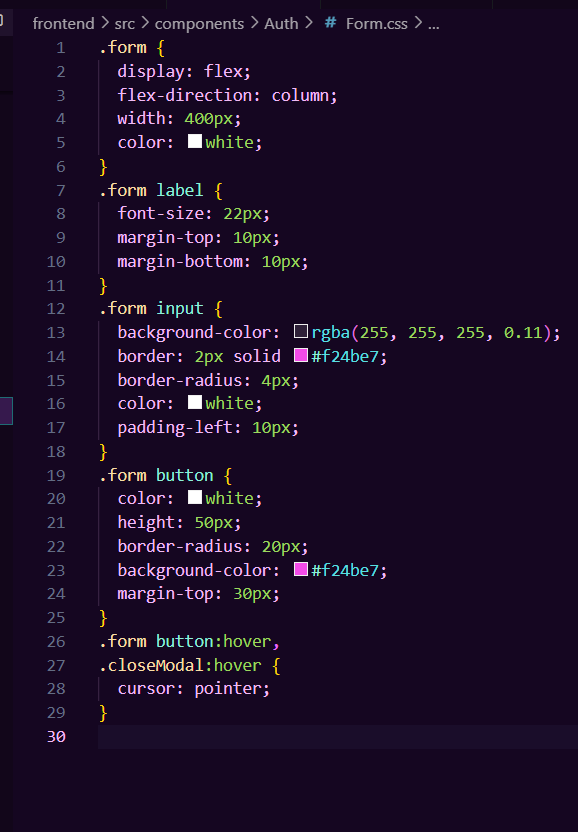 frontend > src > components > Auth > # Form.css > ...
1 .form {
2 display: flex;
3 flex-direction: column;
4 width: 400px;
5 color: white;
6 }
7 .form label {
8 font-size: 22px;
9 margin-top: 10px;
10 margin-bottom: 10px;
11 }
12 .form input {
13 background-color: rgba(255, 255, 255, 0.11);
14 border: 2px solid #f24be7;
15 border-radius: 4px;
16 color: white;
17 padding-left: 10px;
18 }
19 .form button {
20 color: white;
21 height: 50px;
22 border-radius: 20px;
23 background-color: #f24be7;
24 margin-top: 30px;
25 }
26 .form button:hover,
27 .closeModal:hover {
28 cursor: pointer;
29 }
30